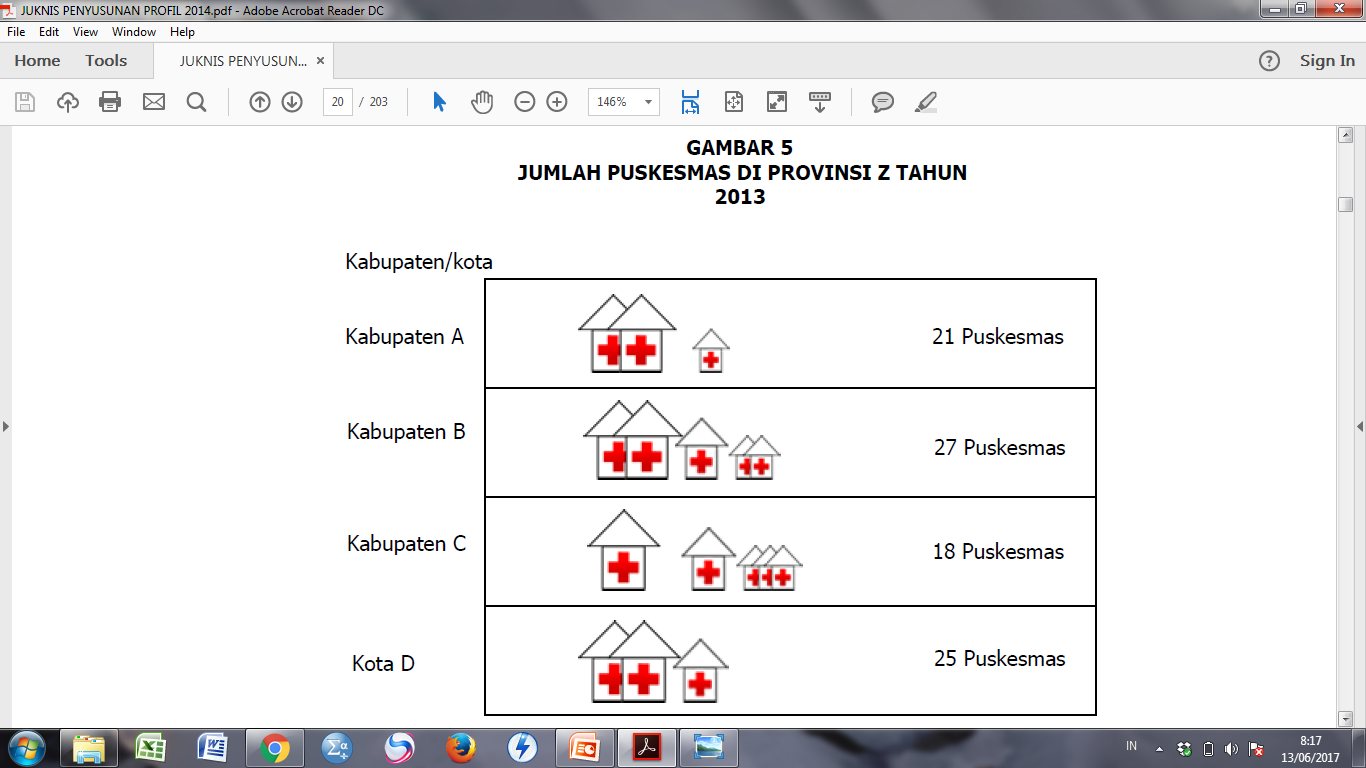 JUKNIS PENYUSUNAN PROFIL 2014.pdf - Adobe Acrobat Reader DC
File Edit View Window Help
Home Tools JUKNIS PENYUSUN... × Sign In
20 / 203 146%
GAMBAR 5
JUMLAH PUSKESMAS DI PROVINSI Z TAHUN
2013
Kabupaten/kota
Kabupaten A 21 Puskesmas
Kabupaten B 27 Puskesmas
Kabupaten C 18 Puskesmas
Kota D 25 Puskesmas
IN 8:17
13/06/2017